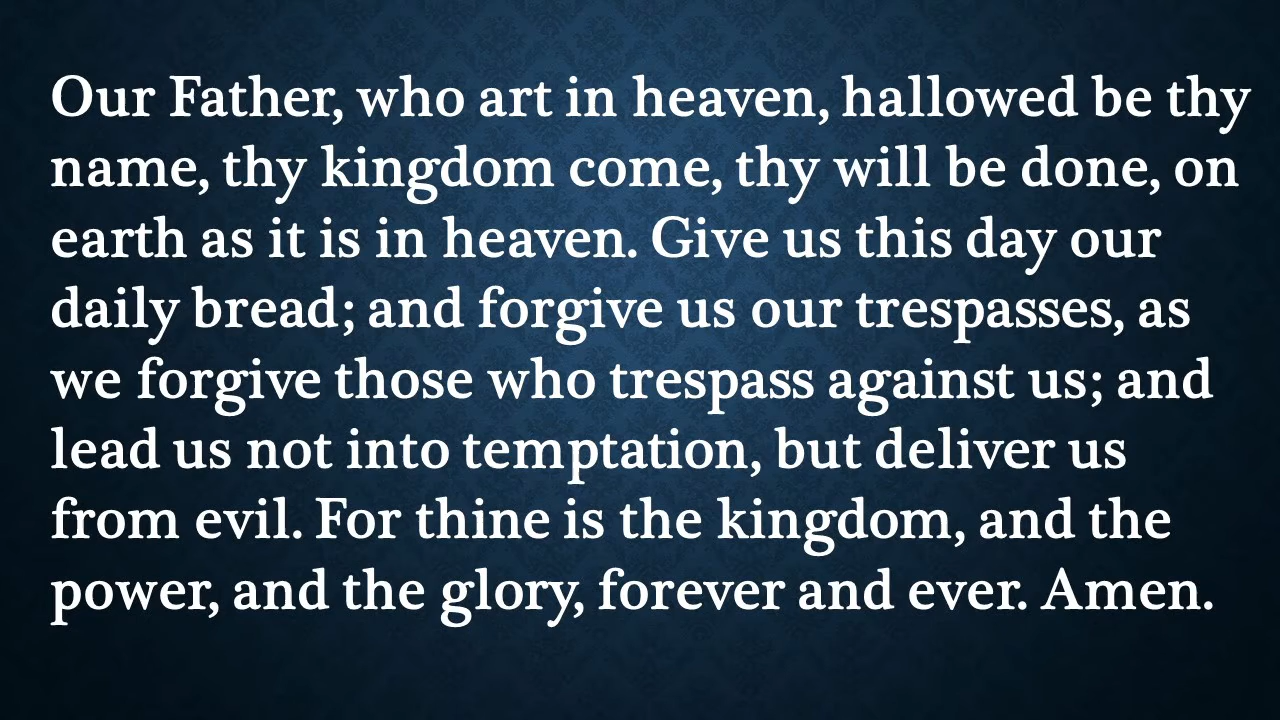 Our Father, who art in heaven, hallowed be thy
name, thy kingdom come, thy will be done, on
earth as it is in heaven. Give us this day our
daily bread; and forgive us our trespasses, as
we forgive those who trespass against us; and
lead us not into temptation, but deliver us
from evil. For thine is the kingdom, and the
power, and the glory, forever and ever. Amen.